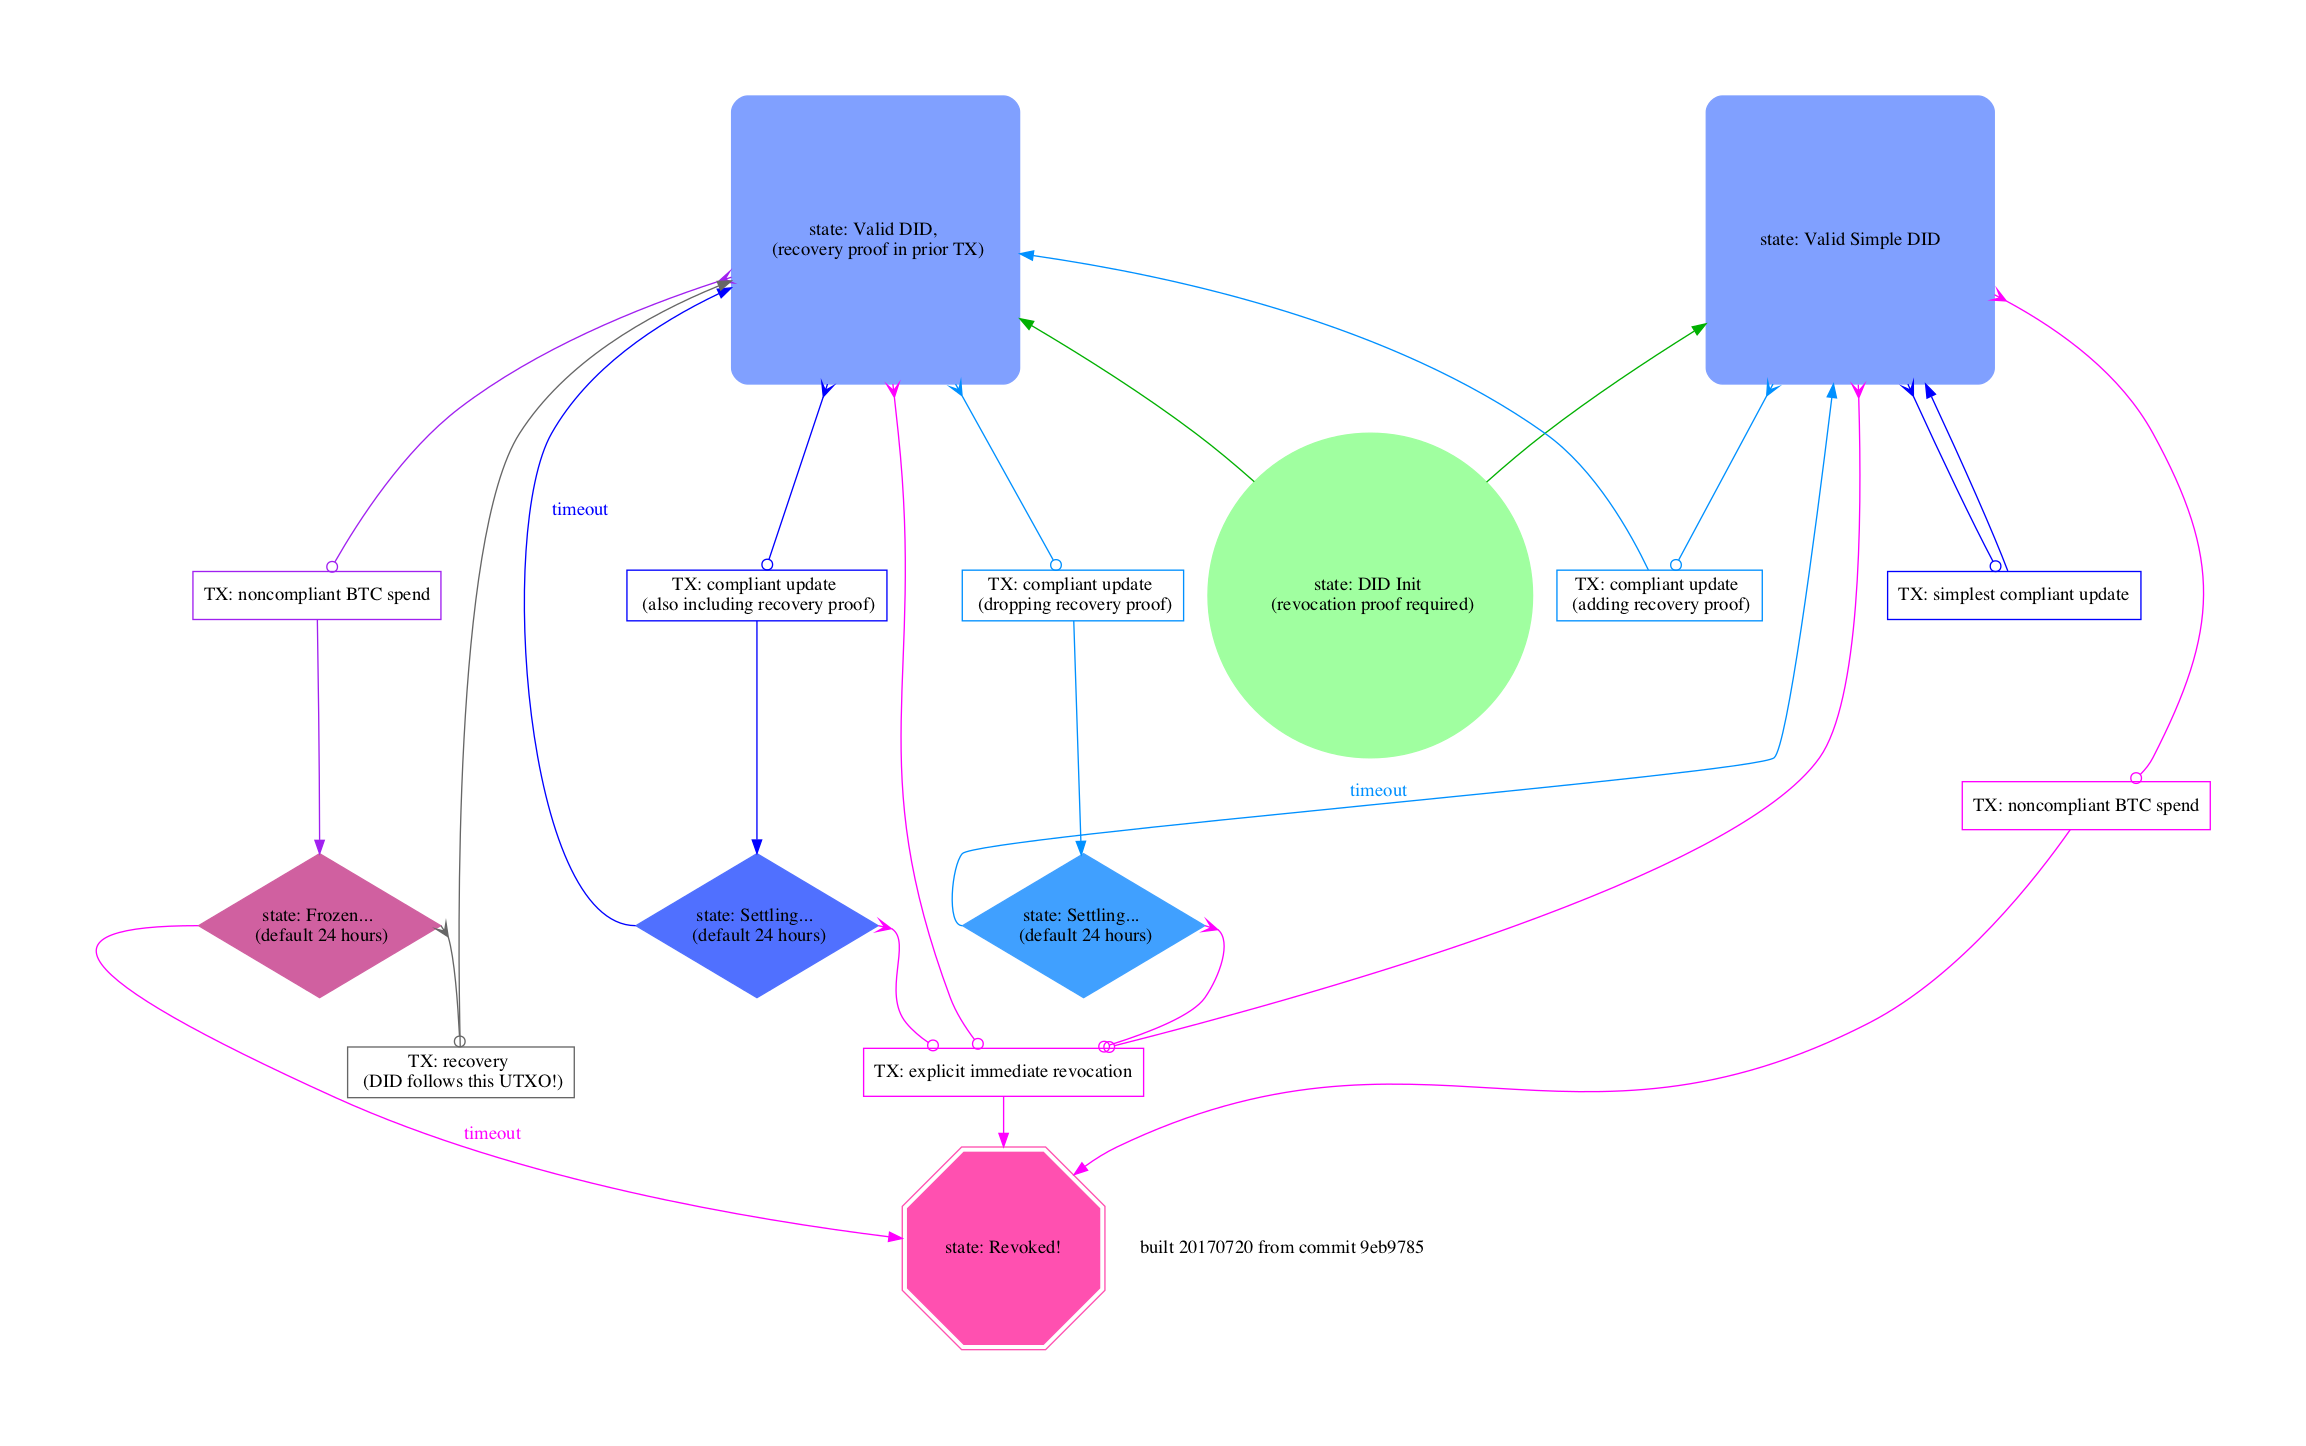 state: Valid DID,
(recovery proof in prior TX)
state: Valid Simple DID
timeout
TX: noncompliant BTC spend
TX: compliant update
(also including recovery proof)
TX: compliant update
(dropping recovery proof)
state: DID Init
(revocation proof required)
TX: compliant update
(adding recovery proof)
TX: simplest compliant update
timeout
TX: noncompliant BTC spend
state: Frozen...
(default 24 hours)
state: Settling...
(default 24 hours)
state: Settling...
(default 24 hours)
TX: recovery
(DID follows this UTXO!)
TX: explicit immediate revocation
timeout
state: Revoked!
built 20170720 from commit 9eb9785